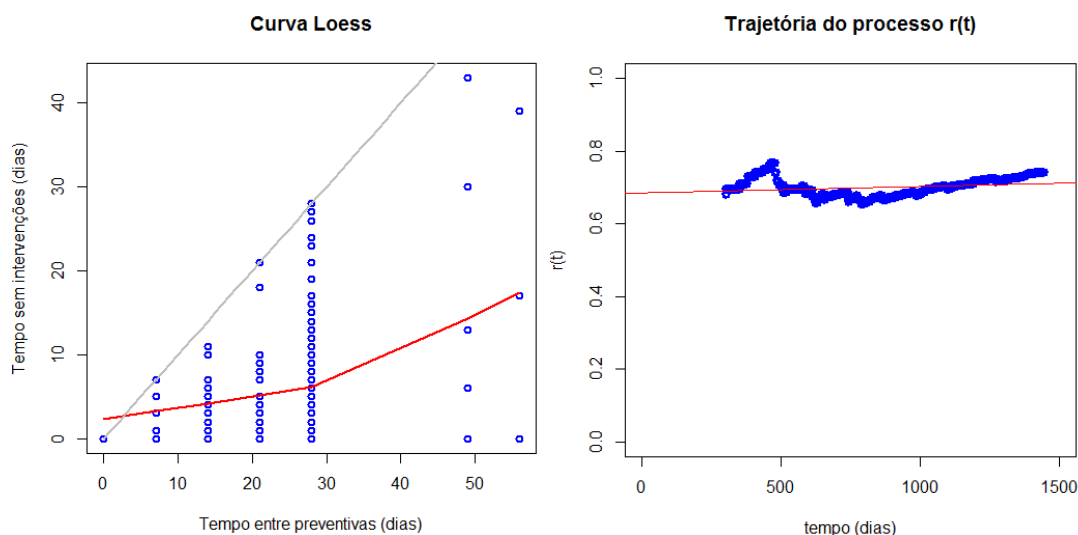 Curva Loess
Tempo sem intervenções (dias)
40
30
20
10
0
0 10 20 30 40 50
Tempo entre preventivas (dias)
Trajetória do processo r(t)
r(t)
1.0
0.8
0.6
0.4
0.2
0.0
0 500 1000 1500
tempo (dias)